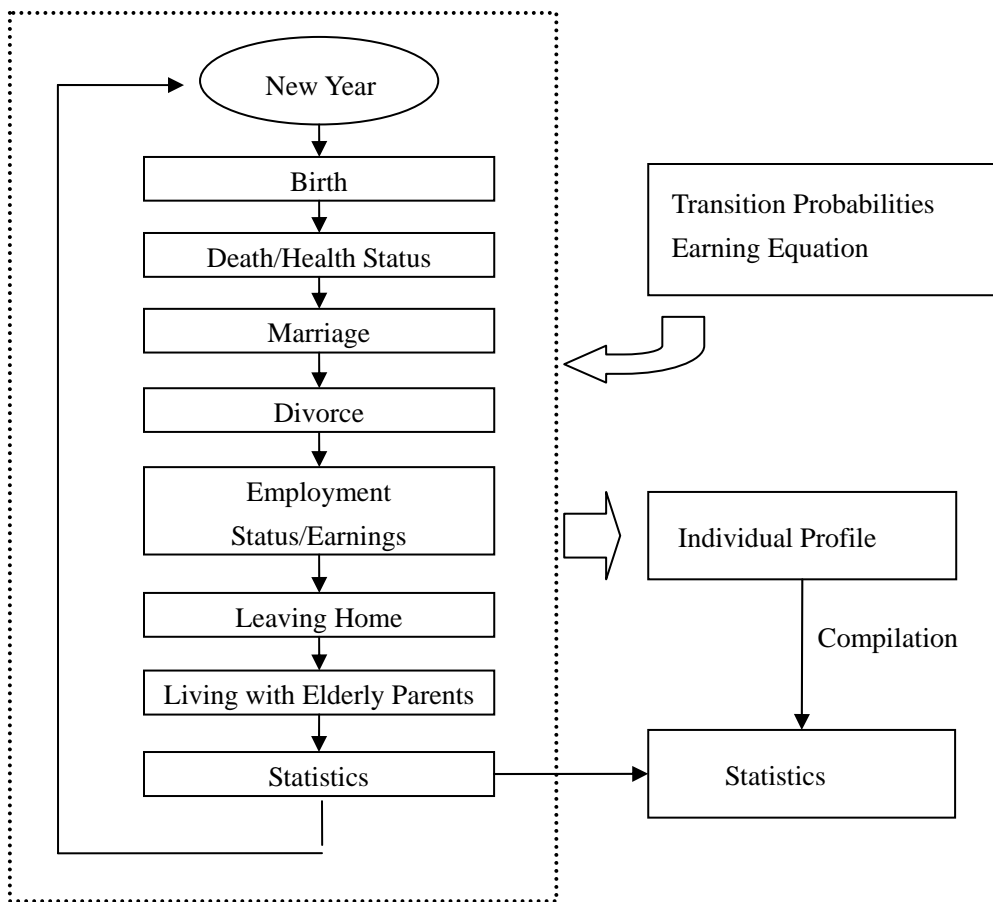 New Year
Birth
Death/Health Status
Marriage
Divorce
Employment
Status/Earnings
Leaving Home
Living with Elderly Parents
Statistics
Transition Probabilities
Earning Equation
Individual Profile
Compilation
Statistics